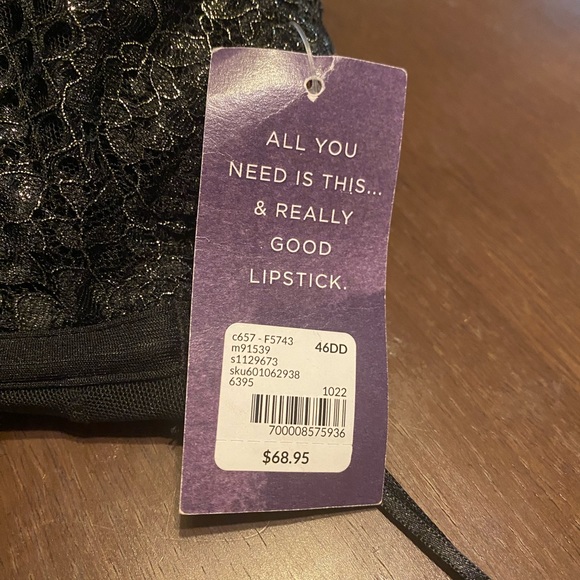 ALL YOU
NEED IS THIS...
& REALLY
GOOD
LIPSTICK.
c657 - F5743
m91539 46DD
s1129673
sku601062938
6395 1022
700008575936
$68.95